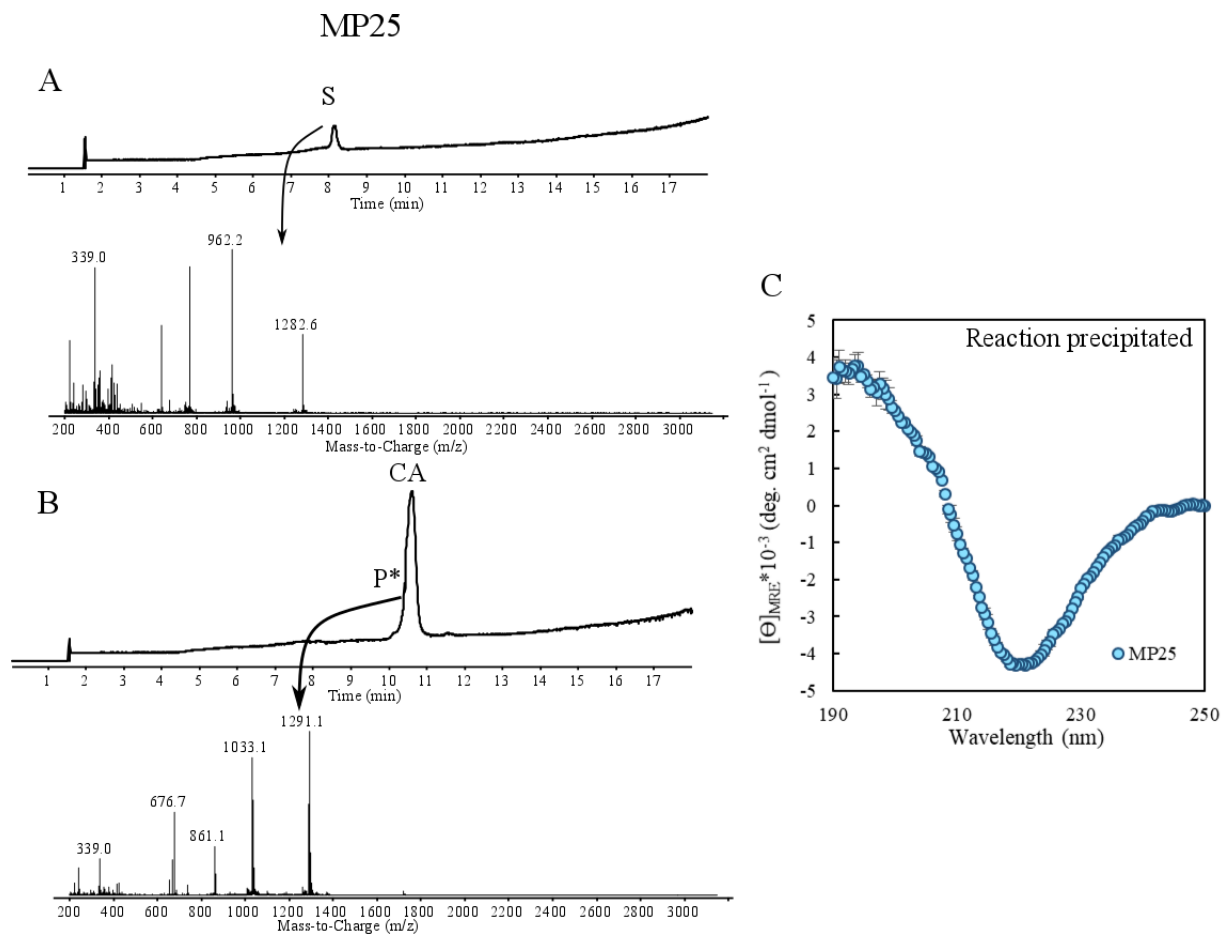 MP25
A
S
1 2 3 4 5 6 7 8 9 10 11 12 13 14 15 16 17
Time (min)
962.2
339.0
1282.6
200 400 600 800 1000 1200 1400 1600 1800 2000 2200 2400 2600 2800 3000
Mass-to-Charge (m/z)
CA
B
P*
1 2 3 4 5 6 7 8 9 10 11 12 13 14 15 16 17
Time (min)
1291.1
1033.1
676.7
861.1
339.0
200 400 600 800 1000 1200 1400 1600 1800 2000 2200 2400 2600 2800 3000
Mass-to-Charge (m/z)
C
Reaction precipitated
5
4
3
2
1
0
-1
-2
-3
-4
-5
[Θ]MRE*10-3 (deg. cm2 dmol-1)
MP25
190 210 230 250
Wavelength (nm)